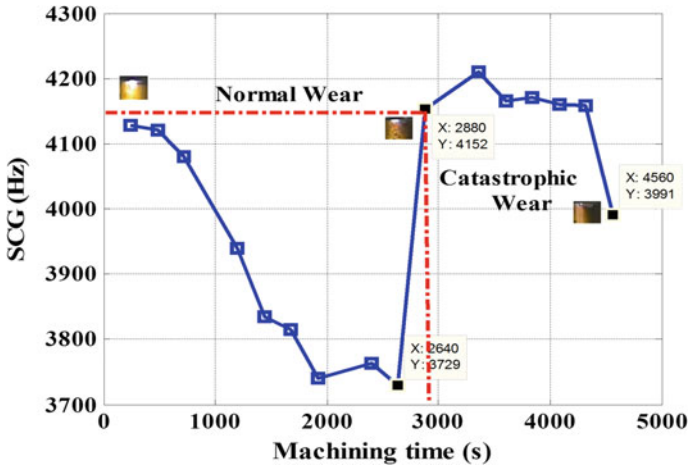 4300
4200
4100
4000
3900
3800
3700
SCG (Hz)
Normal Wear
X: 2880
Y: 4152
Catastrophic
Wear
X: 4560
Y: 3991
X: 2640
Y: 3729
0
1000
2000
3000
4000
5000
Machining time (s)